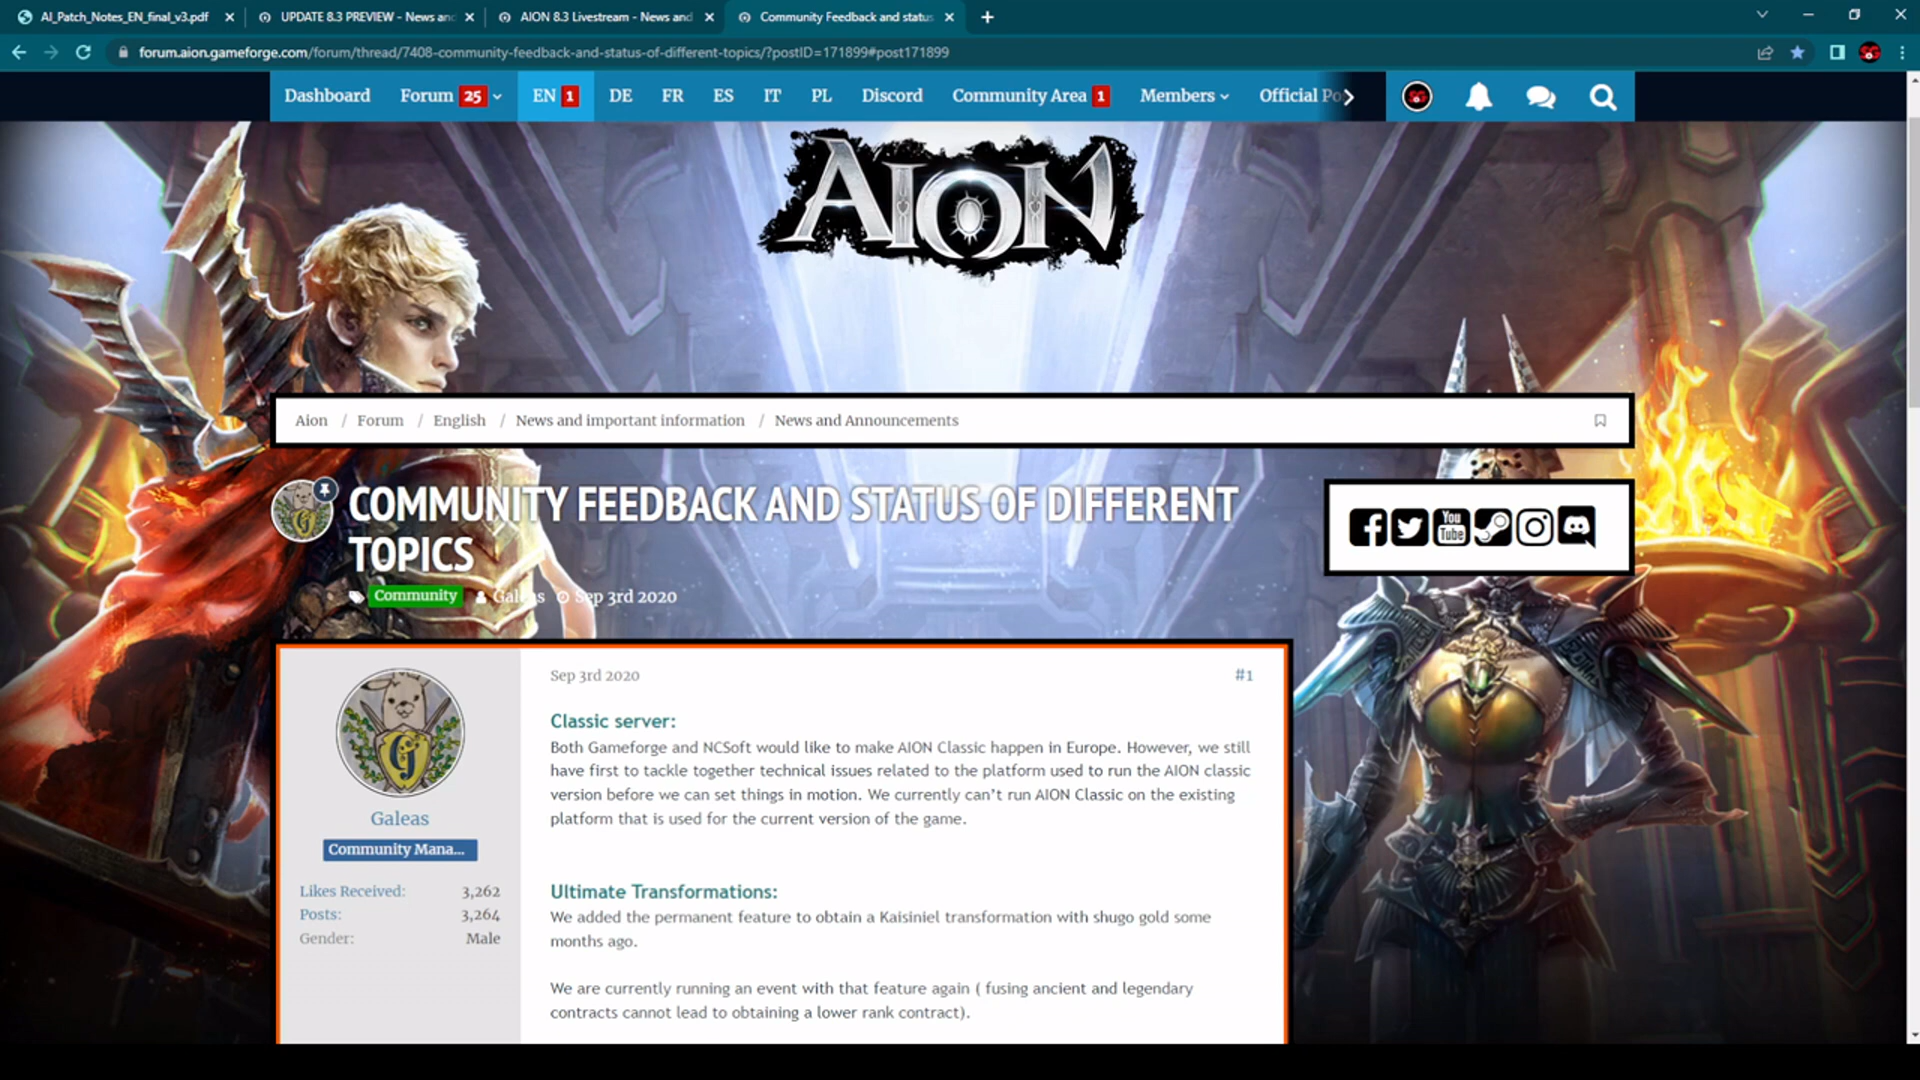 AI_Patch_Notes_EN_final_v3.pdf
UPDATE 8.3 PREVIEW - News and
AION 8.3 Livestream - News and
Community Feedback and status
forum.aion.gameforge.com/forum/thread/7408-community-feedback-and-status-of-different-topics/?postID=171899#post171899
Dashboard Forum 25 EN 1 DE FR ES IT PL Discord Community Area 1 Members Official Po
AION
Aion / Forum / English / News and important information / News and Announcements
COMMUNITY FEEDBACK AND STATUS OF DIFFERENT
TOPICS
You
Tube
Community Galeas Sep 3rd 2020
Sep 3rd 2020 #1
Classic server:
Both Gameforge and NCSoft would like to make AION Classic happen in Europe. However, we still
have first to tackle together technical issues related to the platform used to run the AION classic
version before we can set things in motion. We currently can't run AION Classic on the existing
platform that is used for the current version of the game.
Galeas
Community Mana...
Likes Received: 3,262
Posts: 3,264
Gender: Male
Ultimate Transformations:
We added the permanent feature to obtain a Kaisiniel transformation with shugo gold some
months ago.
We are currently running an event with that feature again ( fusing ancient and legendary
contracts cannot lead to obtaining a lower rank contract).